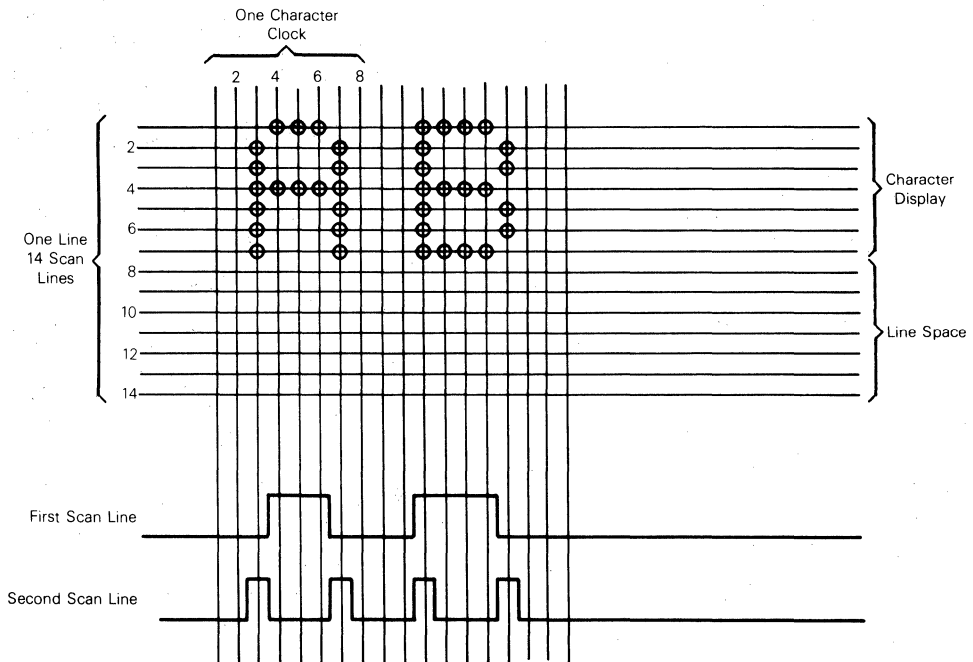 One Character
Clock
2 4 6 8
2
4
6
8
10
12
14
One Line
14 Scan
Lines
Character
Display
Line Space
First Scan Line
Second Scan Line